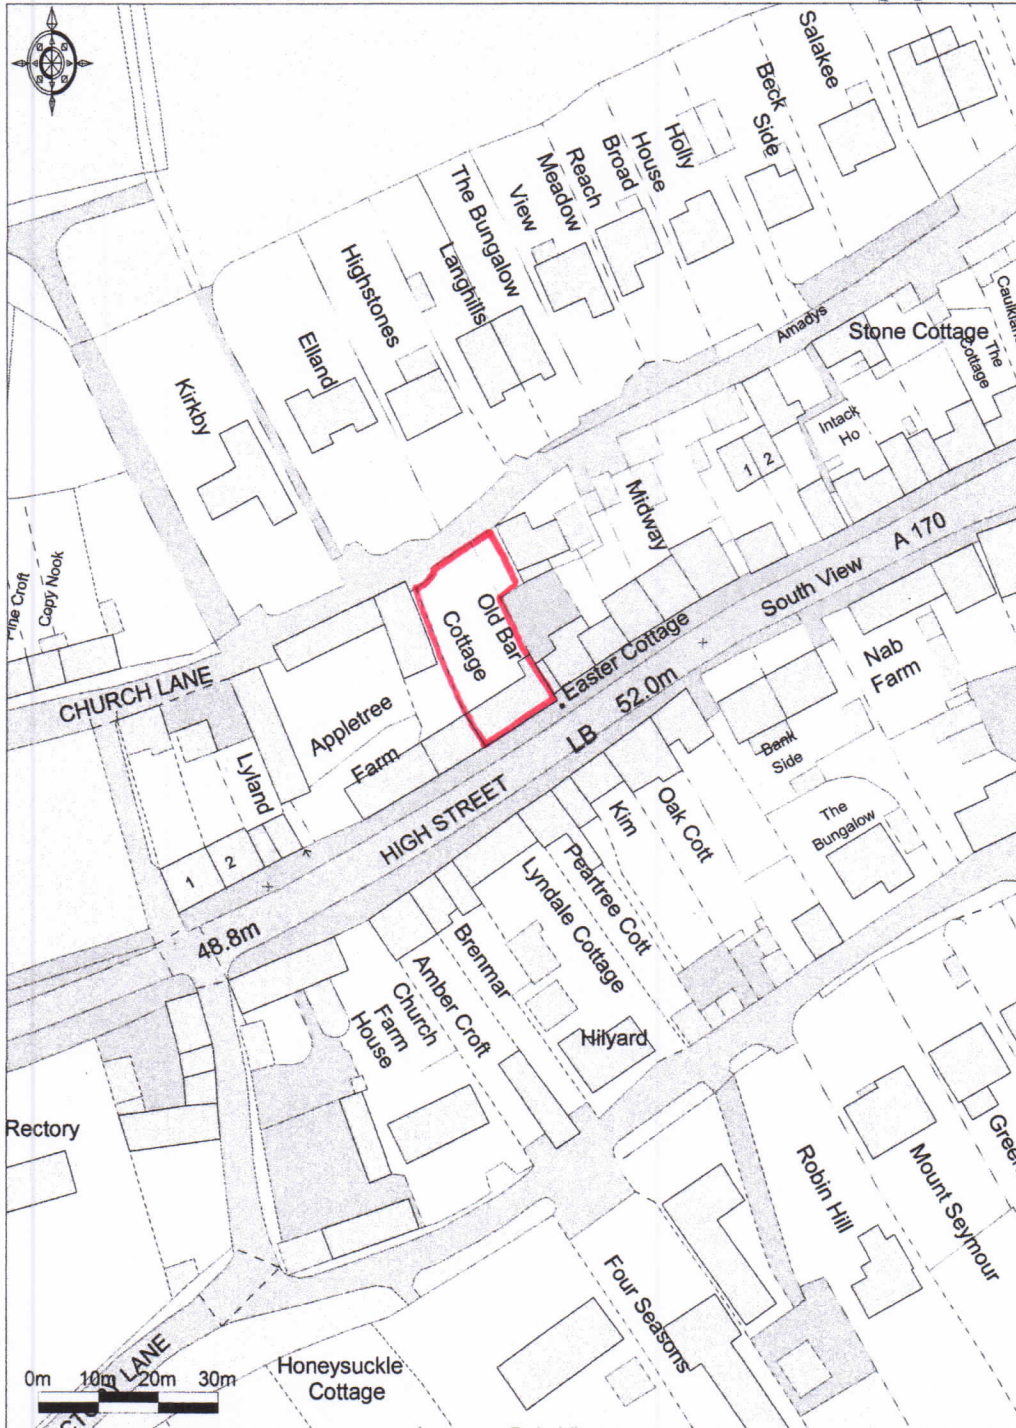 Salakee
Beck
Side
Holly
House
Broad
Reach
Meadow
View
The Bungalow
Langhills
Highstones
Elland
Kirkby
Amadys
Stone Cottage
The
Cottage
Intack
Ho
1 2
Midway
A 170
South View
Easter Cottage
Old Bar
Cottage
Pine Croft
Copy Nook
CHURCH LANE
Appletree
Farm
Lyland
1
2
HIGH STREET
LB
52.0m
48.8m
Nab
Farm
Bank
Side
The
Bungalow
Oak Cott
Kim
Peartree Cott
Lyndale Cottage
Brenmar
Amber Croft
Church
Farm
House
Hilyard
Rectory
Robin Hill
Mount Seymour
Four Seasons
Honeysuckle
Cottage
LANE
0m 10m 20m 30m